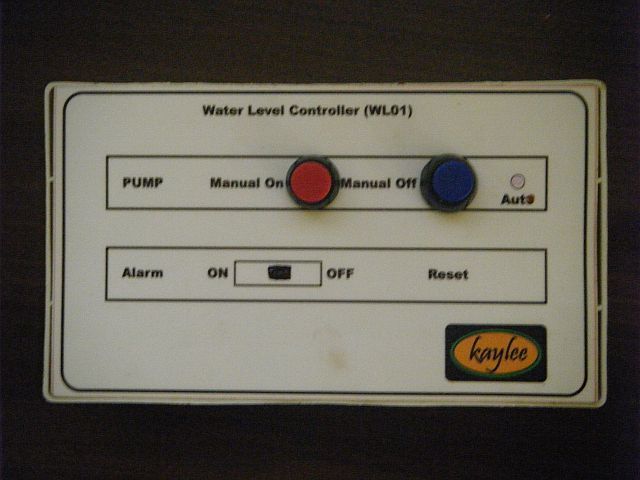 Water Level Controller (WL01)
PUMP Manual On Manual Off
Auto
Alarm ON OFF Reset
kaylee